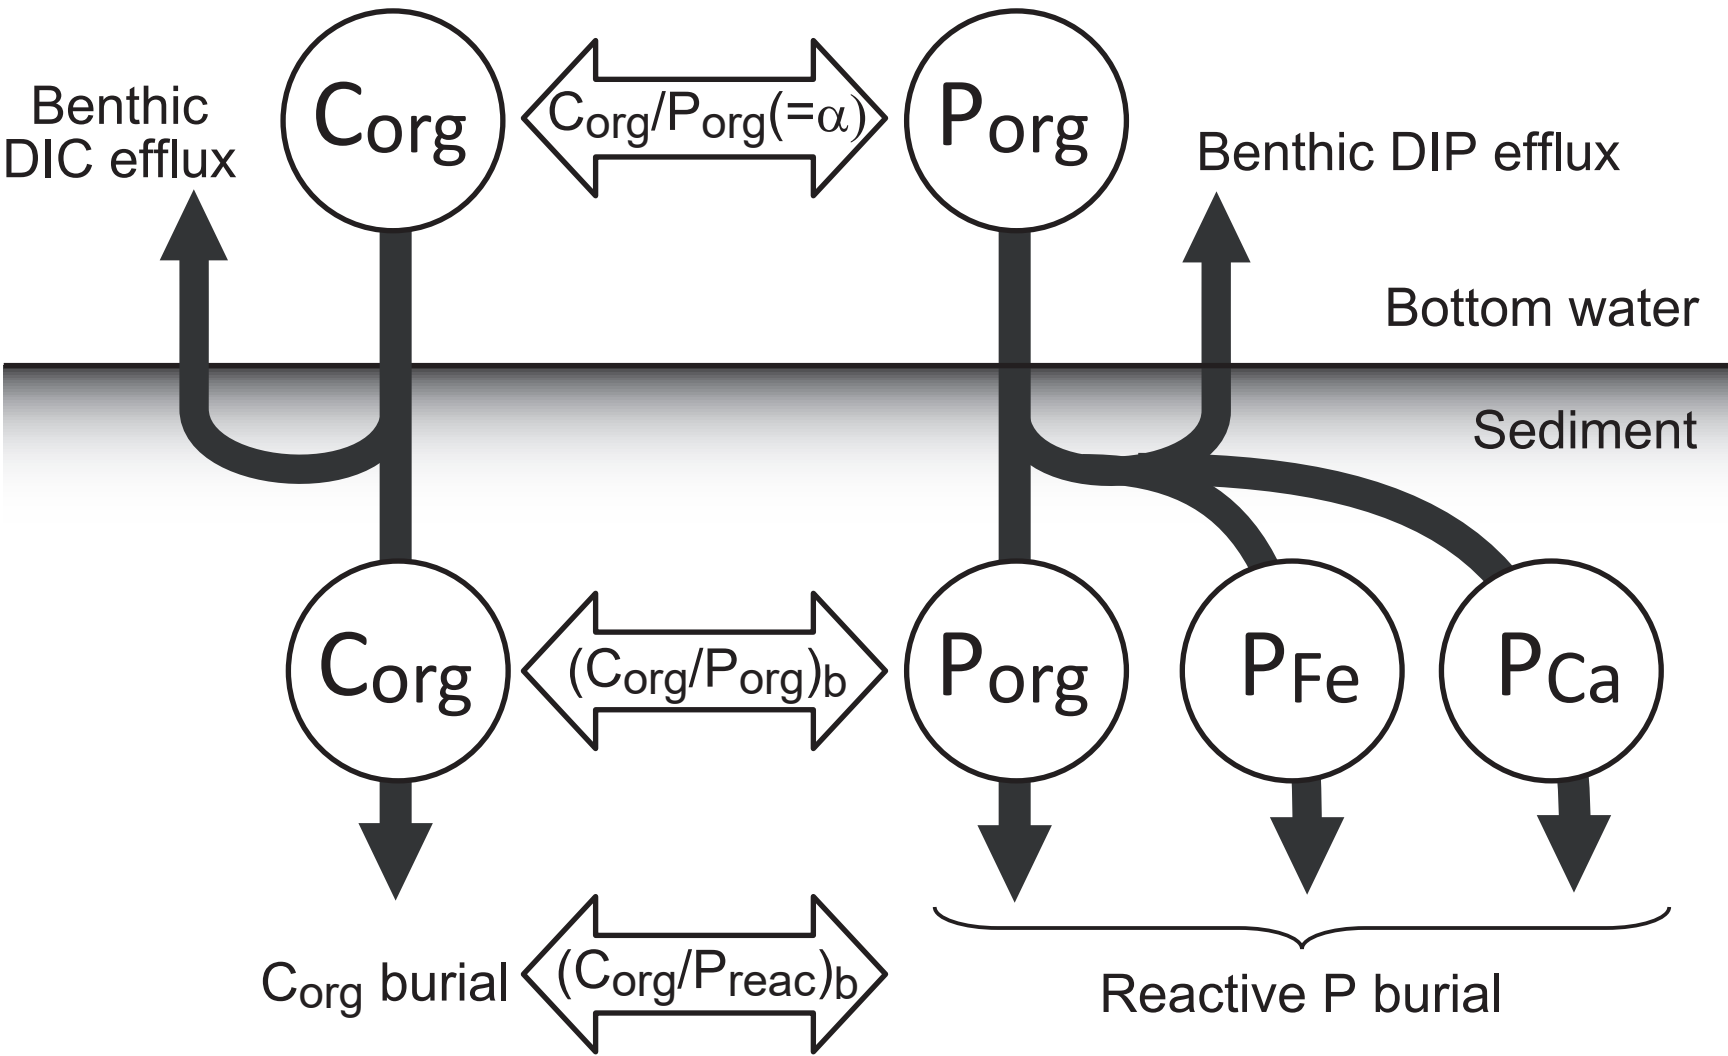 Corg
Corg/Porg(=α)
Porg
Benthic
DIC efflux
Benthic DIP efflux
Bottom water
Sediment
Corg
(Corg/Porg)b
Porg
PFe
PCa
Corg burial
(Corg/Preac)b
Reactive P burial